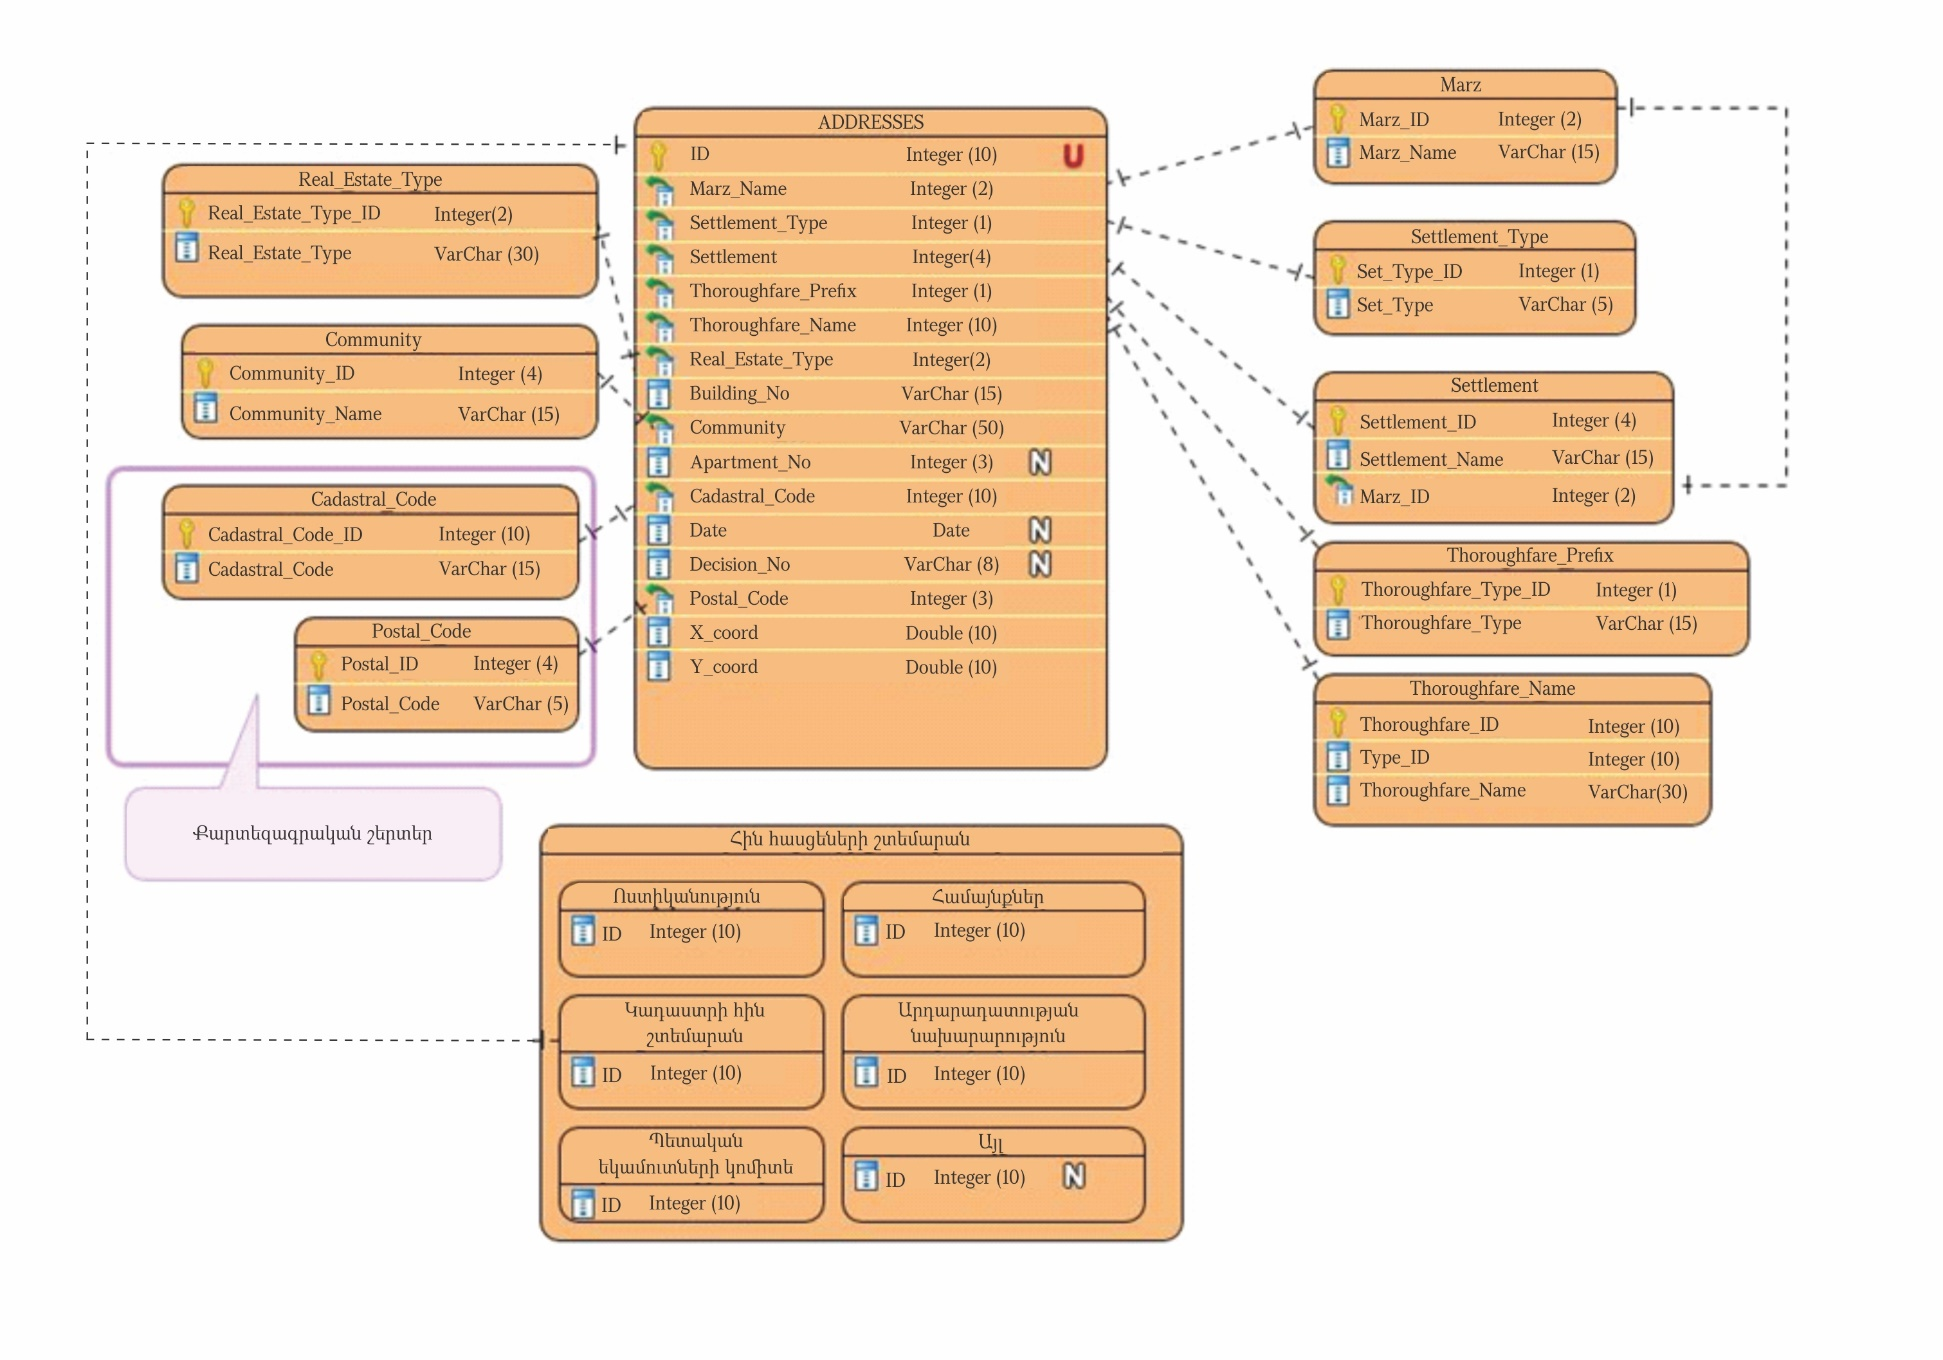 Real_Estate_Type
Real_Estate_Type_ID Integer(2)
Real_Estate_Type VarChar (30)
Community
Community_ID Integer (4)
Community_Name VarChar (15)
Cadastral_Code
Cadastral_Code_ID Integer (10)
Cadastral_Code VarChar (15)
Postal_Code
Postal_ID Integer (4)
Postal_Code VarChar (5)
Քարտեզագրական շերտեր
ADDRESSES
ID Integer (10) U
Marz_Name Integer (2)
Settlement_Type Integer (1)
Settlement Integer(4)
Thoroughfare_Prefix Integer (1)
Thoroughfare_Name Integer (10)
Real_Estate_Type Integer(2)
Building_No VarChar (15)
Community VarChar (50)
Apartment_No Integer (3) N
Cadastral_Code Integer (10)
Date Date N
Decision_No VarChar (8) N
Postal_Code Integer (3)
X_coord Double (10)
Y_coord Double (10)
Marz
Marz_ID Integer (2)
Marz_Name VarChar (15)
Settlement_Type
Set_Type_ID Integer (1)
Set_Type VarChar (5)
Settlement
Settlement_ID Integer (4)
Settlement_Name VarChar (15)
Marz_ID Integer (2)
Thoroughfare_Prefix
Thoroughfare_Type_ID Integer (1)
Thoroughfare_Type VarChar (15)
Thoroughfare_Name
Thoroughfare_ID Integer (10)
Type_ID Integer (10)
Thoroughfare_Name VarChar(30)
Հին հասցեների շտեմարան
Ոստիկանություն
ID Integer (10)
Համայնքներ
ID Integer (10)
Կադաստրի հին
շտեմարան
ID Integer (10)
Արդարադատության
նախարարություն
ID Integer (10)
Պետական
եկամուտների կոմիտե
ID Integer (10)
Այլ
ID Integer (10) N